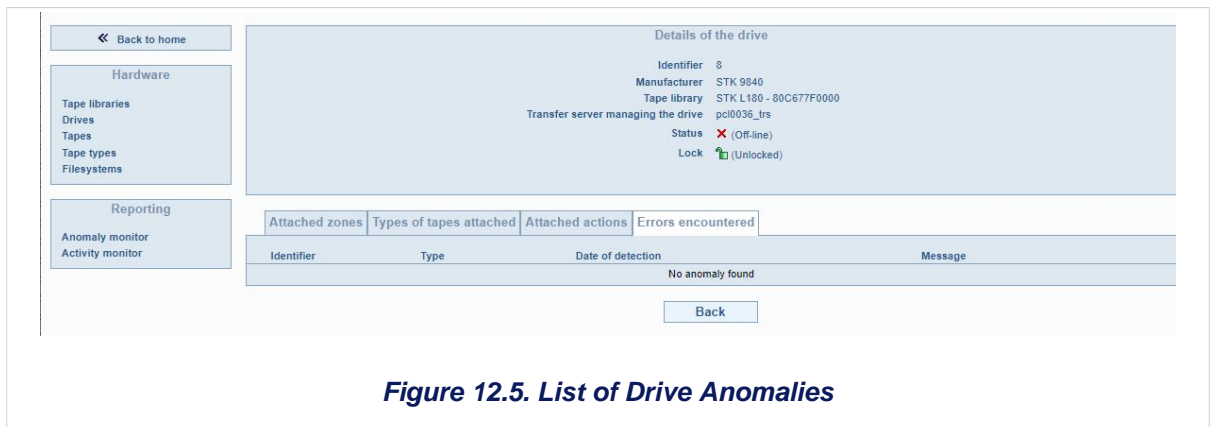 « Back to home
Hardware
Tape libraries
Drives
Tapes
Tape types
Filesystems
Reporting
Anomaly monitor
Activity monitor
Details of the drive
Identifier 8
Manufacturer STK 9840
Tape library STK L180 - 80C677F0000
Transfer server managing the drive pcl0036_trs
Status (Off-line)
Lock (Unlocked)
Attached zones Types of tapes attached Attached actions Errors encountered
Identifier Type Date of detection Message
No anomaly found
Back
Figure 12.5. List of Drive Anomalies